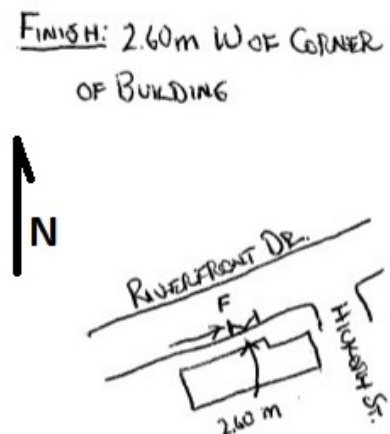 FINISH: 2.60m W OF CORNER
OF BUILDING
N
RIVERFRONT DR.
F
HICKORY ST.
2.60 m